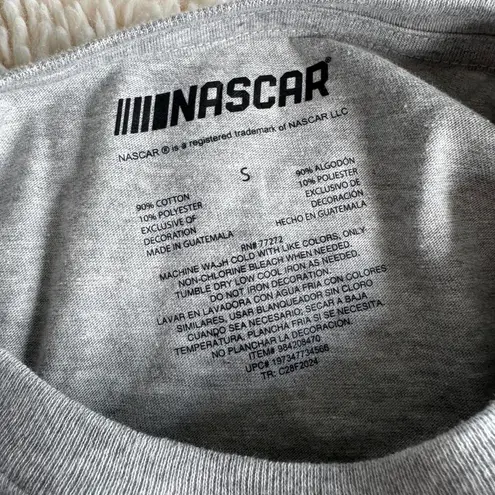 NASCAR®
NASCAR ® is a registered trademark of NASCAR LLC
S
90% COTTON
10% POLYESTER
EXCLUSIVE OF
DECORATION
MADE IN GUATEMALA
90% ALGODÓN
10% POLIESTER
EXCLUSIVO DE
DECORACIÓN
HECHO EN GUATEMALA
RN# 77272
MACHINE WASH COLD WITH LIKE COLORS, ONLY
NON-CHLORINE BLEACH WHEN NEEDED.
TUMBLE DRY LOW COOL IRON AS NEEDED.
DO NOT IRON DECORATION.
LAVAR EN LAVADORA CON AGUA FRIA CON COLORES
SIMILARES, USAR BLANQUEADOR SIN CLORO
CUANDO SEA NECESARIO; SECAR A BAJA
TEMPERATURA, PLANCHA FRIA SI SE NECESITA.
NO PLANCHAR LA DECORACIÓN.
ITEM# 984208470
UPC# 197347734566
TR: C28F2024